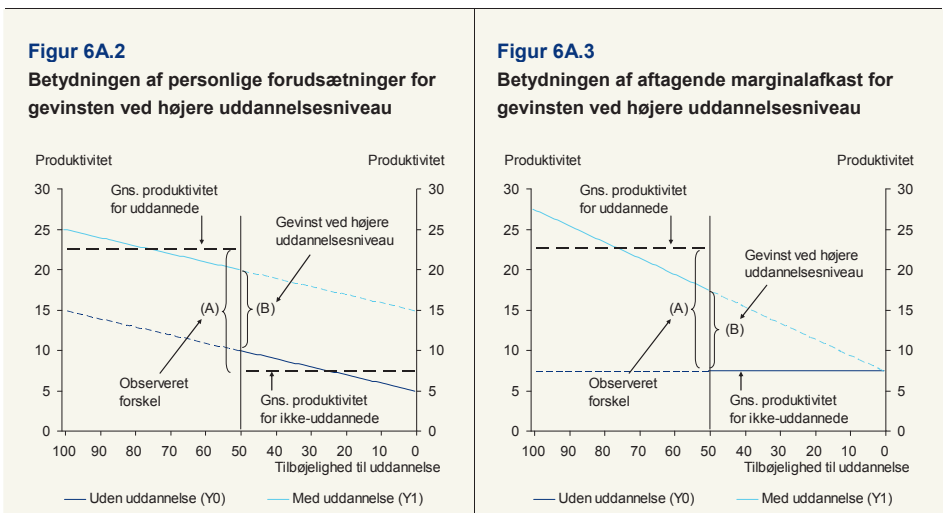 Figur 6A.2
Betydningen af personlige forudsætninger for
gevinsten ved højere uddannelsesniveau
Produktivitet
Produktivitet
Gns. produktivitet
for uddannede
Gevinst ved højere
uddannelsesniveau
(A)
(B)
Observeret
forskel
Gns. produktivitet
for ikke-uddannede
30
25
20
15
10
5
0
30
25
20
15
10
5
0
100 90 80 70 60 50 40 30 20 10 0
Tilbøjelighed til uddannelse
Uden uddannelse (Y0)
Med uddannelse (Y1)
Figur 6A.3
Betydningen af aftagende marginalafkast for
gevinsten ved højere uddannelsesniveau
Produktivitet
Produktivitet
Gns. produktivitet
for uddannede
Gevinst ved højere
uddannelsesniveau
(A)
(B)
Observeret
forskel
Gns. produktivitet
for ikke-uddannede
30
25
20
15
10
5
0
30
25
20
15
10
5
0
100 90 80 70 60 50 40 30 20 10 0
Tilbøjelighed til uddannelse
Uden uddannelse (Y0)
Med uddannelse (Y1)